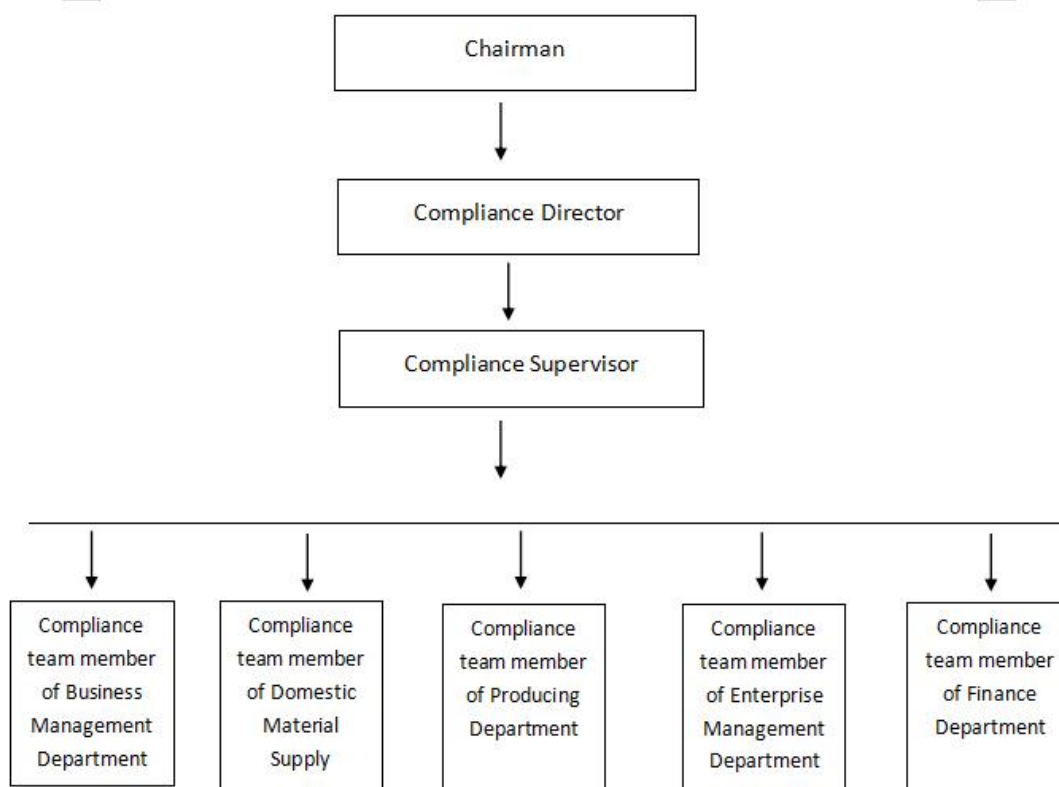 Chairman
Compliance Director
Compliance Supervisor
Compliance
team member
of Business
Management
Department
Compliance
team member
of Domestic
Material
Supply
Compliance
team member
of Producing
Department
Compliance
team member
of Enterprise
Management
Department
Compliance
team member
of Finance
Department